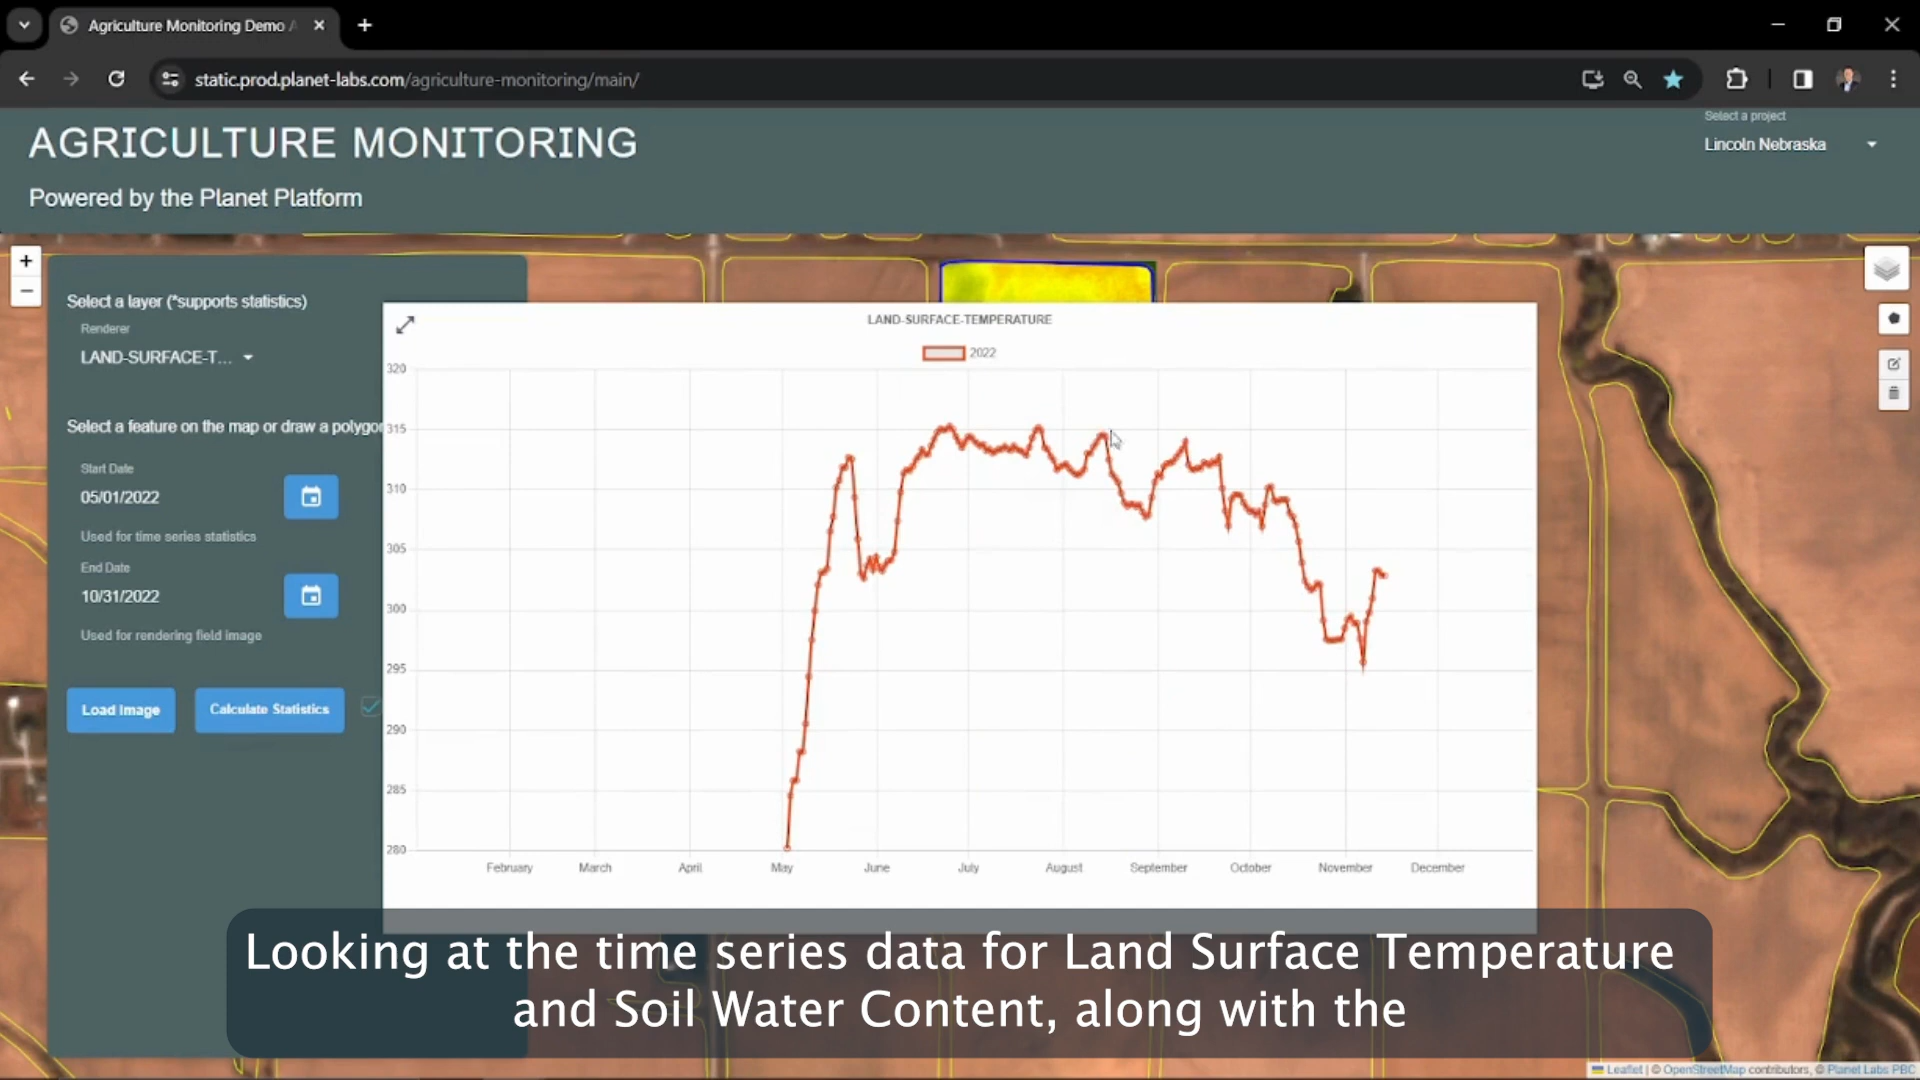 Agriculture Monitoring Demo
static.prod.planet-labs.com/agriculture-monitoring/main/
AGRICULTURE MONITORING
Powered by the Planet Platform
Select a project
Lincoln Nebraska
+
−
Select a layer (*supports statistics)
Renderer
LAND-SURFACE-T...
Select a feature on the map or draw a polygon
Start Date
05/01/2022
Used for time series statistics
End Date
10/31/2022
Used for rendering field image
Load Image
Calculate Statistics
LAND-SURFACE-TEMPERATURE
2022
320
315
310
305
300
295
290
285
280
February March April May June July August September October November December
Looking at the time series data for Land Surface Temperature
and Soil Water Content, along with the
Leaflet | © OpenStreetMap contributors, © Planet Labs PBC